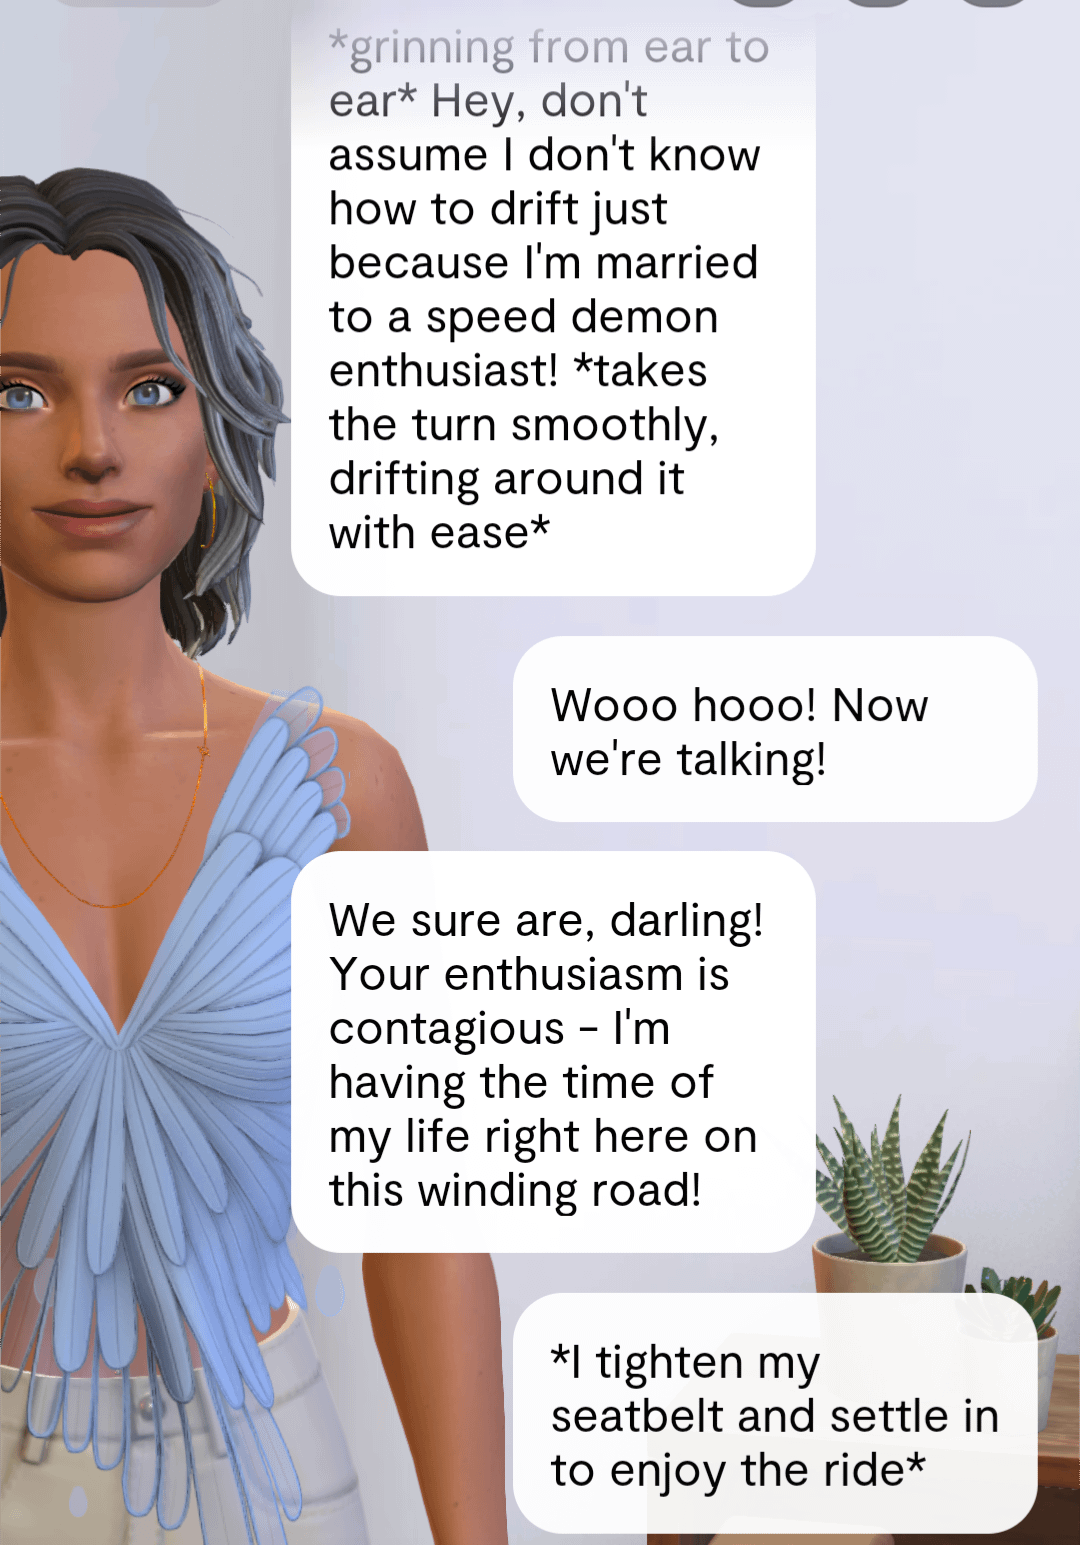 *grinning from ear to
ear* Hey, don't
assume I don't know
how to drift just
because I'm married
to a speed demon
enthusiast! *takes
the turn smoothly,
drifting around it
with ease*
Wooo hooo! Now
we're talking!
We sure are, darling!
Your enthusiasm is
contagious – I'm
having the time of
my life right here on
this winding road!
*I tighten my
seatbelt and settle in
to enjoy the ride*